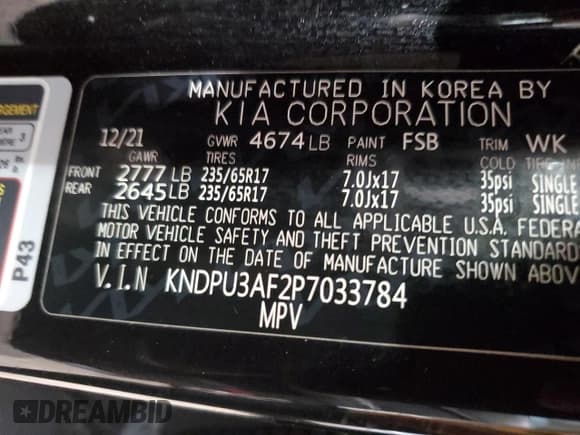 MANUFACTURED IN KOREA BY
KIA CORPORATION
12/21 GVWR 4674LB PAINT FSB TRIM WK
GAWR TIRES RIMS COLD
FRONT 2777 LB 235/65R17 7.0Jx17 35psi SINGLE
REAR 2645 LB 235/65R17 7.0Jx17 35psi SINGLE
THIS VEHICLE CONFORMS TO ALL APPLICABLE U.S.A. FEDERA
MOTOR VEHICLE SAFETY AND THEFT PREVENTION STANDARD
IN EFFECT ON THE DATE OF MANUFACTURE SHOWN ABOV
V.I.N KNDPU3AF2P7033784
MPV
P43
DREAMBID